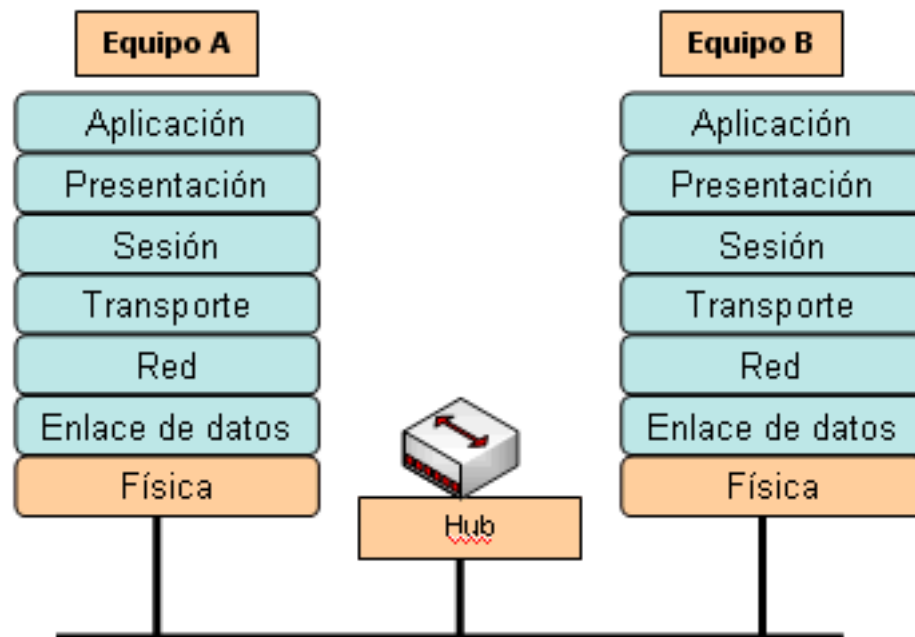 Equipo A
Equipo B
Aplicación
Presentación
Sesión
Transporte
Red
Enlace de datos
Física
Hub
Aplicación
Presentación
Sesión
Transporte
Red
Enlace de datos
Física